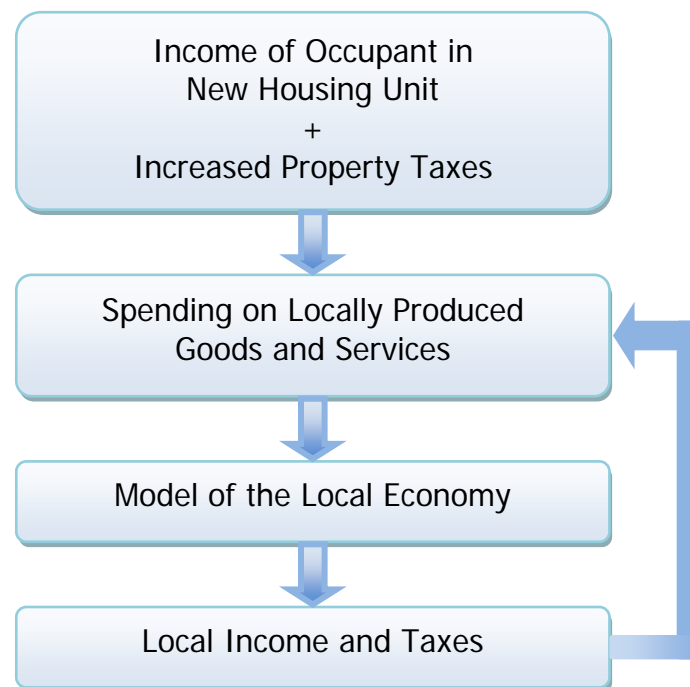 Income of Occupant in
New Housing Unit
+
Increased Property Taxes
Spending on Locally Produced
Goods and Services
Model of the Local Economy
Local Income and Taxes